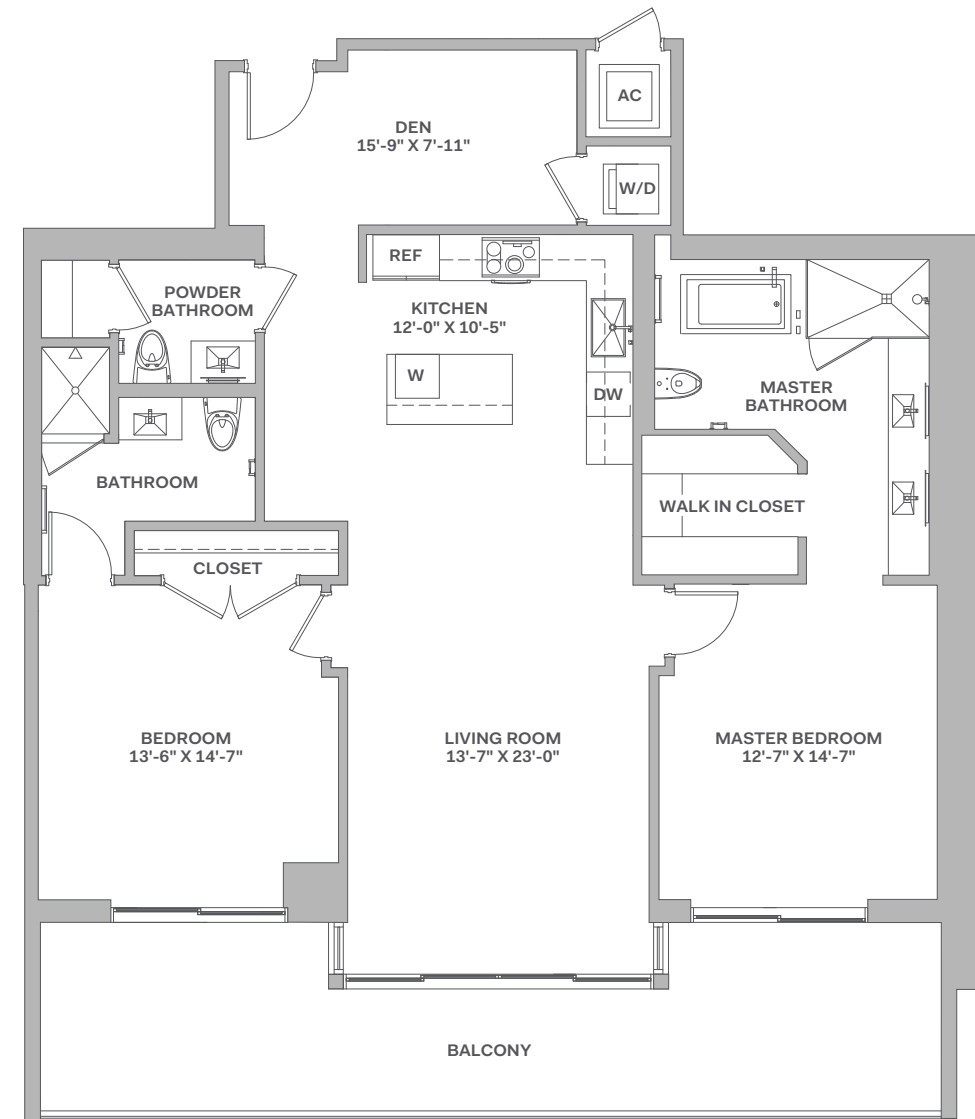 AC
DEN
15'-9" X 7'-11"
W/D
REF
POWDER
BATHROOM
KITCHEN
12'-0" X 10'-5"
W
DW
MASTER
BATHROOM
BATHROOM
WALK IN CLOSET
CLOSET
BEDROOM
13'-6" X 14'-7"
LIVING ROOM
13'-7" X 23'-0"
MASTER BEDROOM
12'-7" X 14'-7"
BALCONY